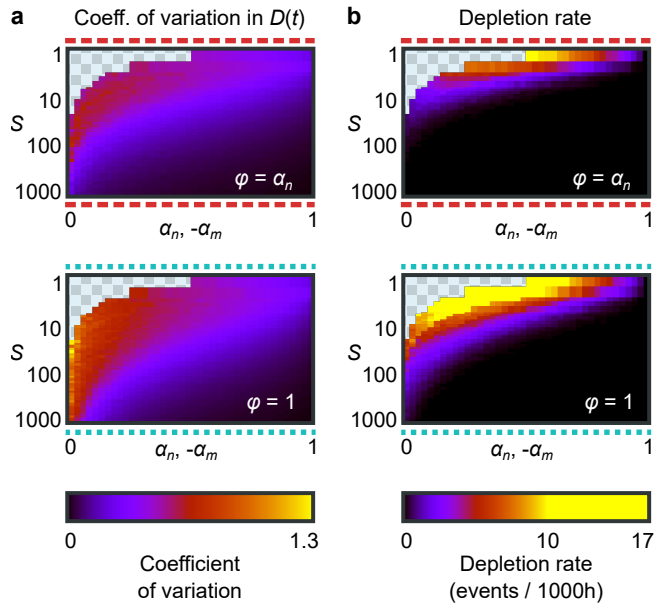 a
Coeff. of variation in D(t)
b
Depletion rate
1
10
S
100
1000
φ = αn
0
αn, -αm
1
1
10
S
100
1000
φ = αn
0
αn, -αm
1
1
10
S
100
1000
φ = 1
0
αn, -αm
1
1
10
S
100
1000
φ = 1
0
αn, -αm
1
0
1.3
Coefficient
of variation
0
10
17
Depletion rate
(events / 1000h)